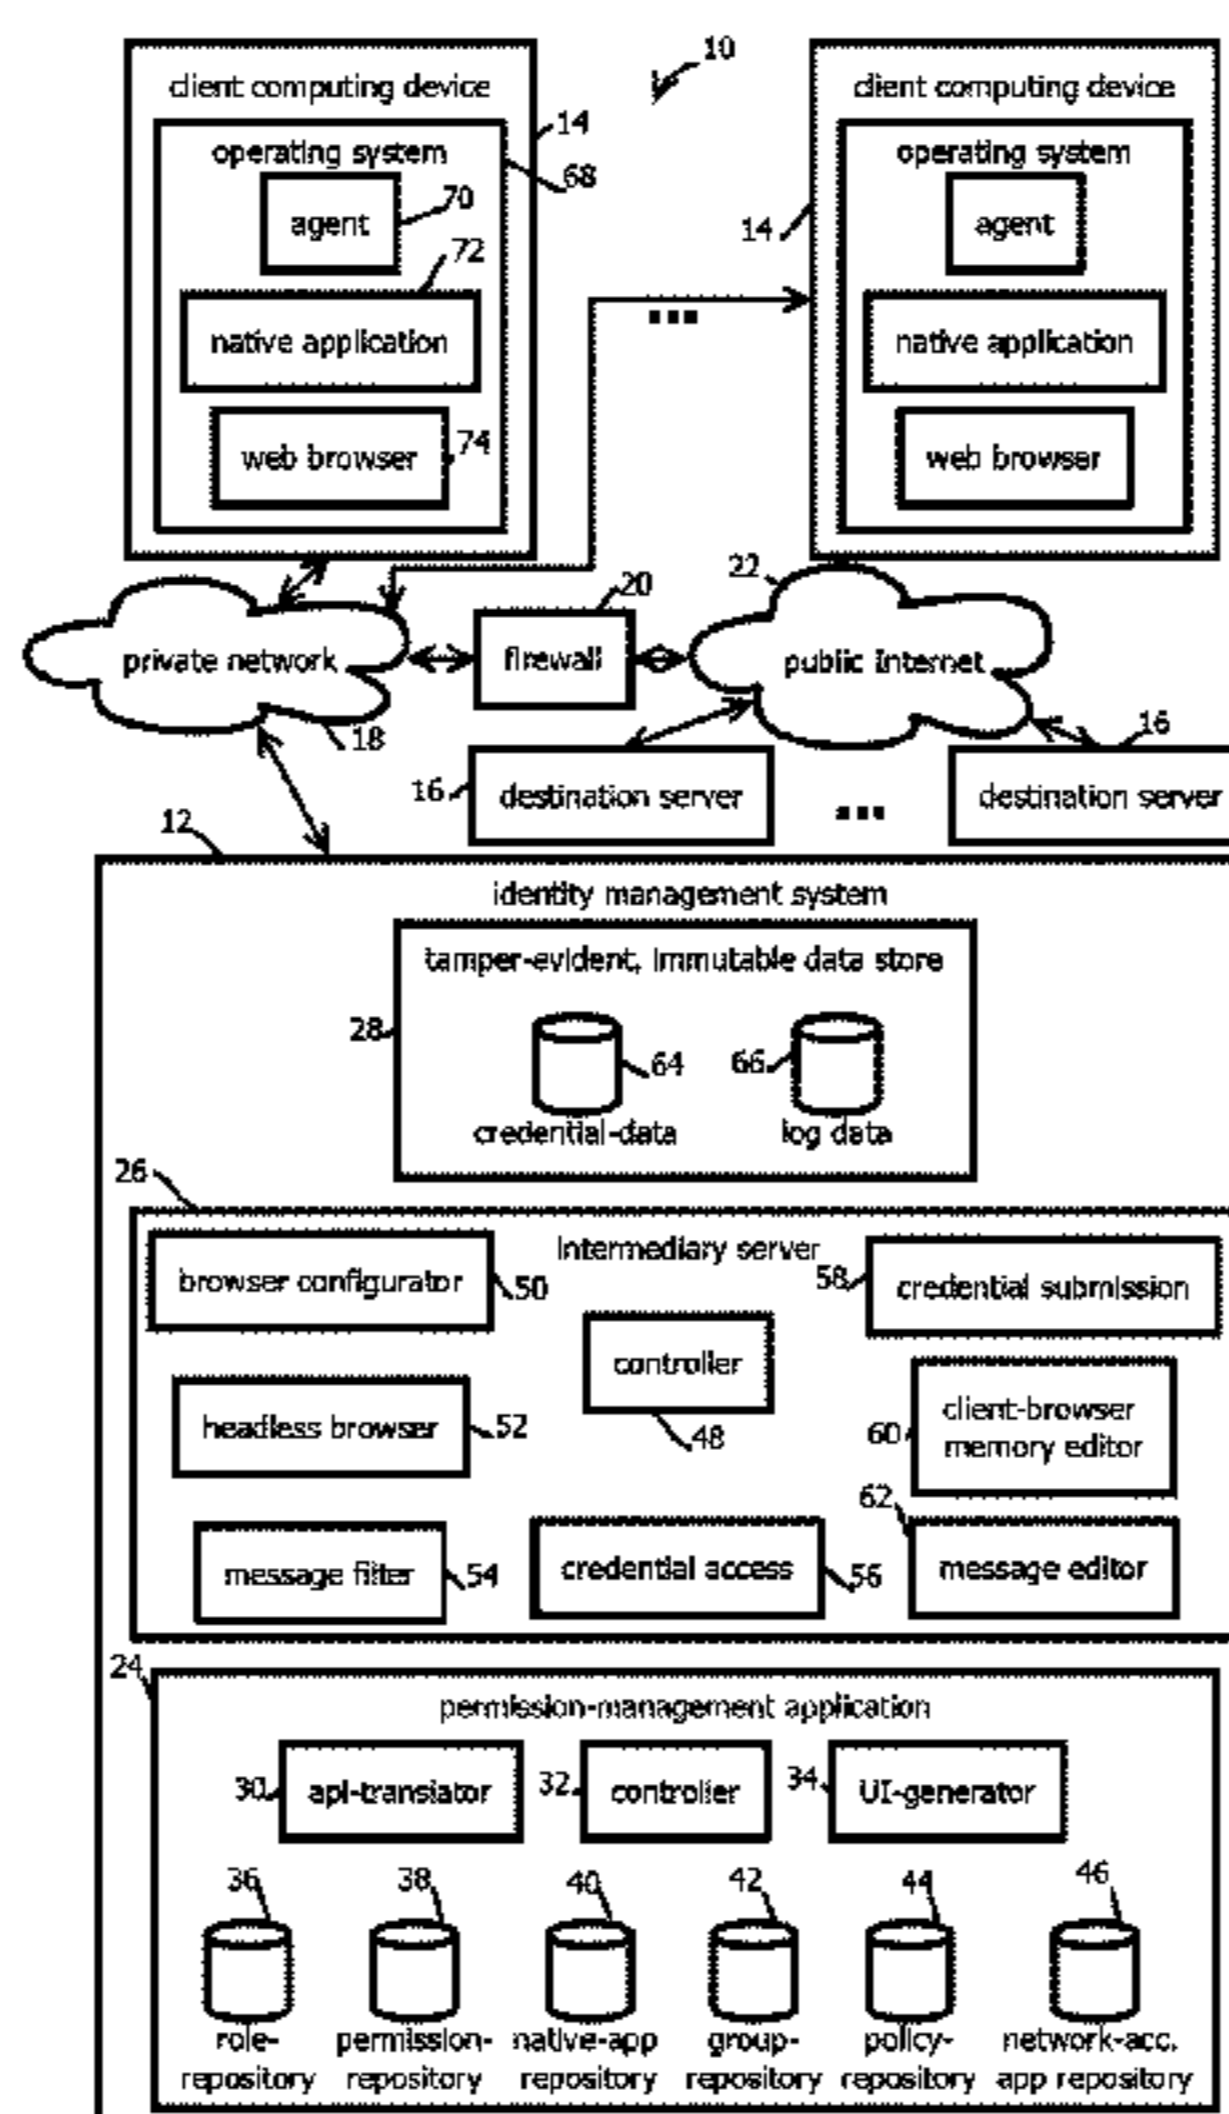 10
client computing device
client computing device
14
operating system
operating system
68
agent
70
14
agent
72
native application
native application
web browser
74
web browser
22
20
private network
firewall
public Internet
18
16
16
destination server
destination server
12
identity management system
tamper-evident, immutable data store
28
64
66
credential-data
log data
26
Intermediary server
browser configurator
50
58
credential submission
controller
48
headless browser
52
60
client-browser
memory editor
62
message filter
54
credential access
56
message editor
24
permission-management application
30
api-translator
32
controller
34
UI-generator
36
38
40
42
44
46
role-
repository
permission-
repository
native-app
repository
group-
repository
policy-
repository
network-acc.
app repository